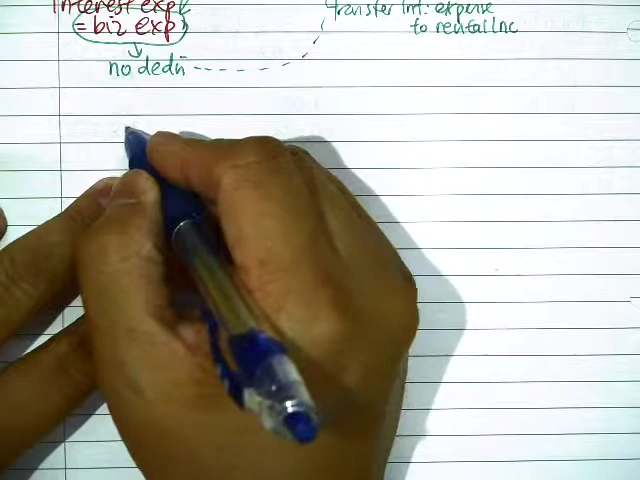 Interest exp
= biz exp
no dedn
transfer int. expense
to rental Inc